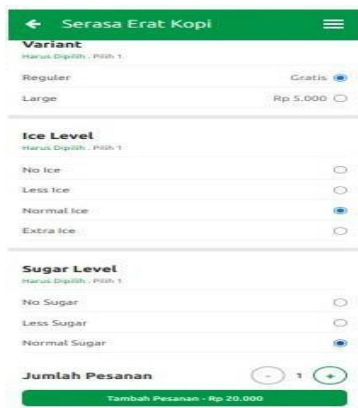 Serasa Erat Kopi
Variant
Harus Dipilih . Pilih 1
Reguler Gratis
Large Rp 5.000
Ice Level
Harus Dipilih . Pilih 1
No Ice
Less Ice
Normal Ice
Extra Ice
Sugar Level
Harus Dipilih . Pilih 1
No Sugar
Less Sugar
Normal Sugar
Jumlah Pesanan - 1 +
Tambah Pesanan - Rp 20.000